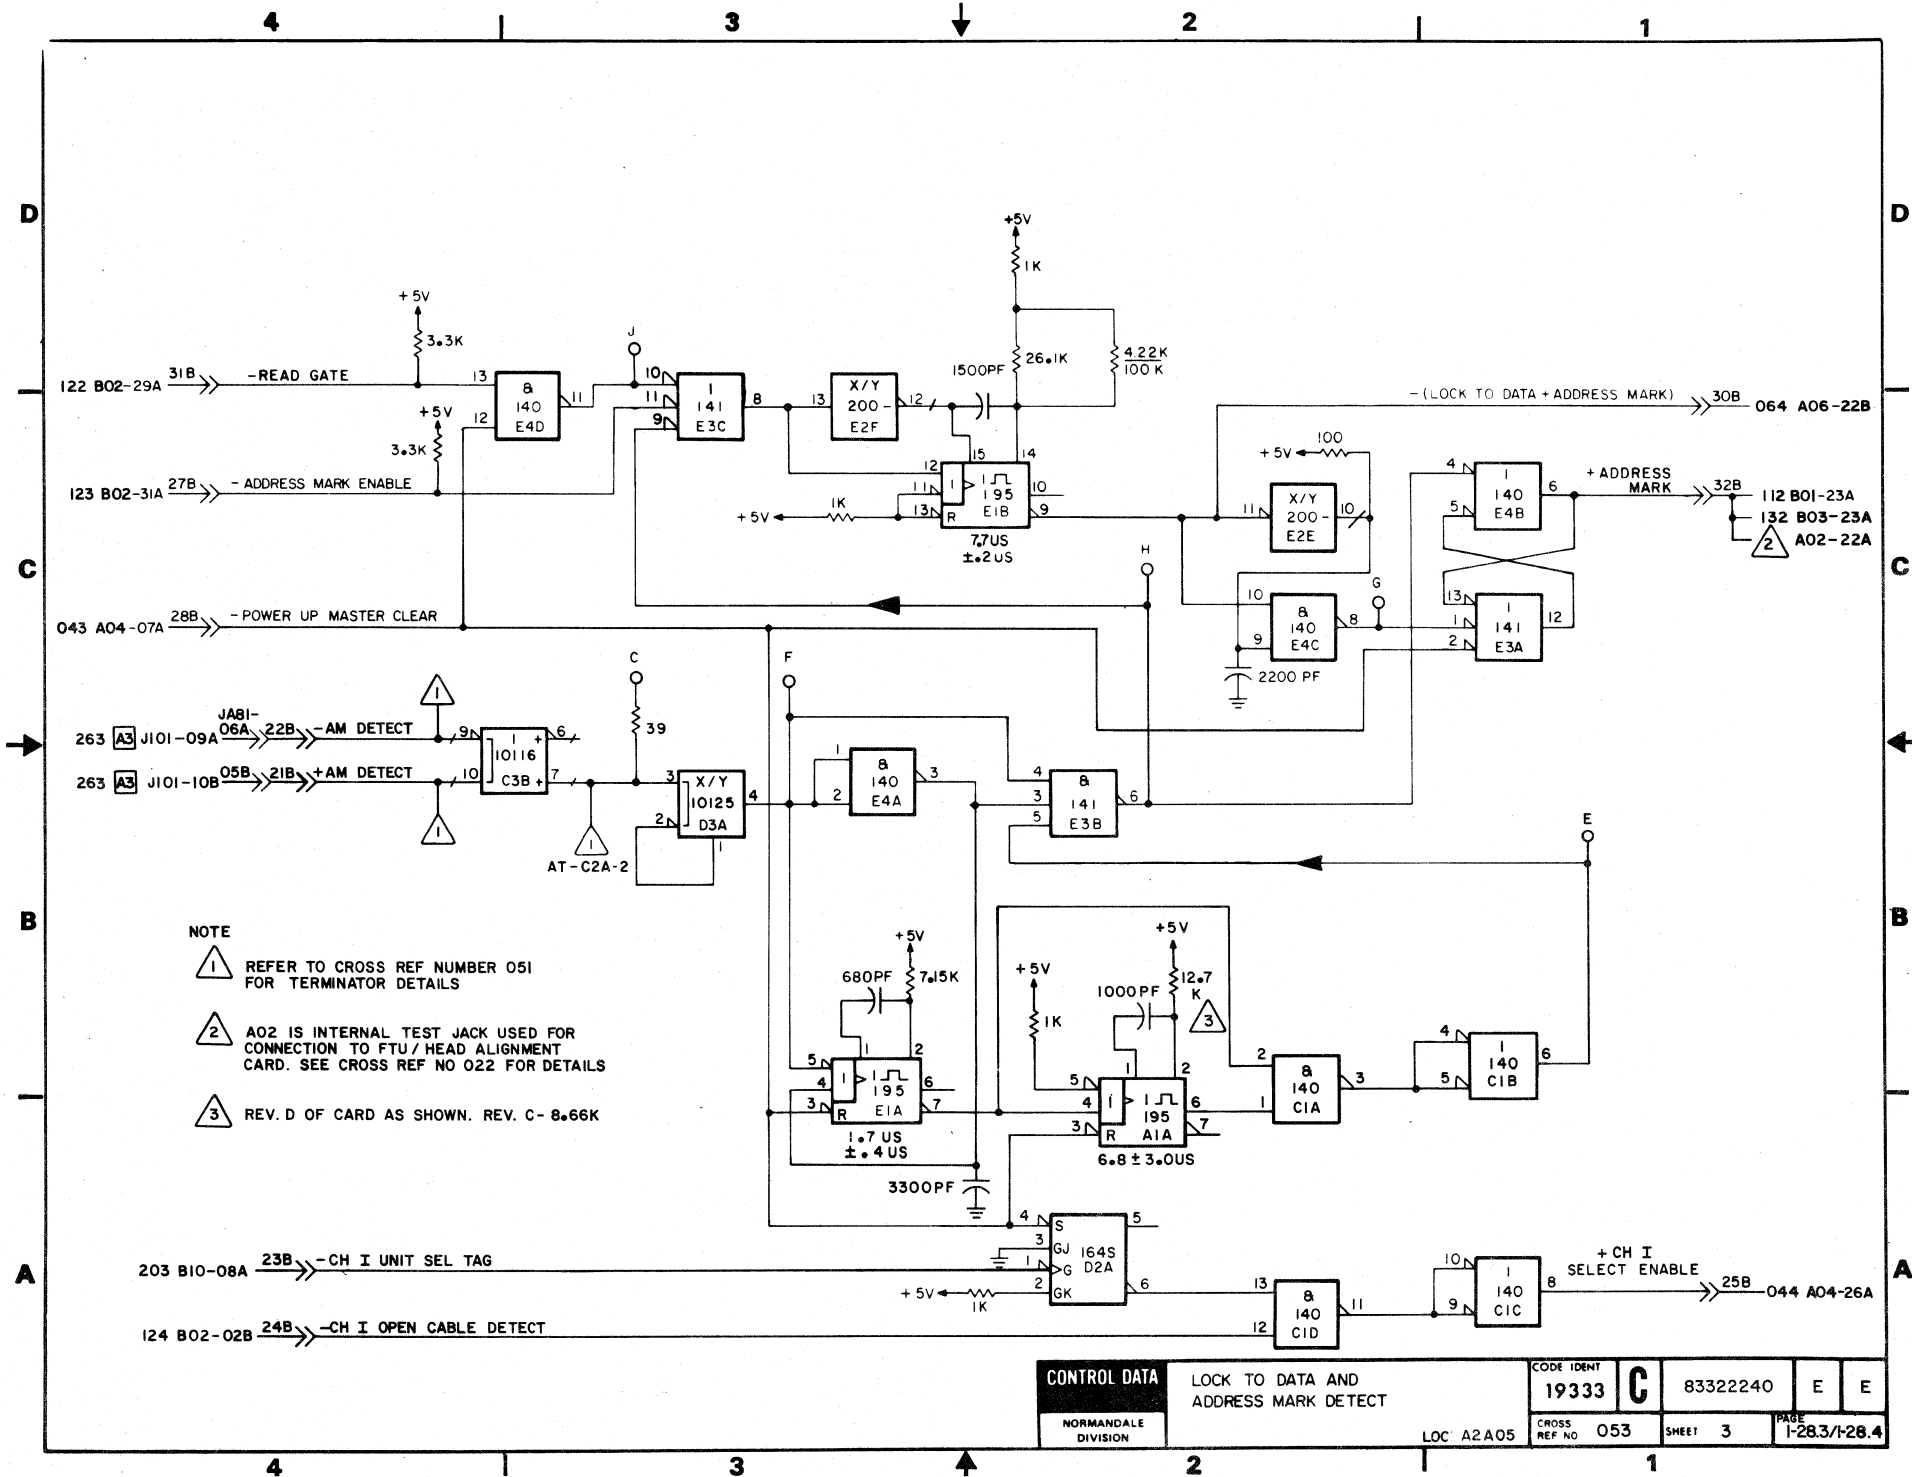 4 3 2 1
D
+5V
1K
+5V
3.3K
J
26.1K
4.22K
100K
1500PF
122 B02-29A 31B -READ GATE
13
12
&
140
E4D
11
10
11
9
1
141
E3C
8
13
X/Y
200-
E2F
12
-(LOCK TO DATA + ADDRESS MARK) 30B 064 A06-22B
+5V
3.3K
15 14
12
11
13
1
R
1
195
E1B
10
9
7.7US
±.2US
+5V
1K
+5V
100
11
X/Y
200-
E2E
10
4
5
1
140
E4B
6
+ ADDRESS
MARK
32B
112 B01-23A
132 B03-23A
2 A02-22A
123 B02-31A 27B - ADDRESS MARK ENABLE
C
H
G
10
9
&
140
E4C
8
2200 PF
13
1
2
1
141
E3A
12
043 A04-07A 28B -POWER UP MASTER CLEAR
C
39
F
1
JA81-
06A
263 A3 J101-09A 22B -AM DETECT
263 A3 J101-10B 05B 21B +AM DETECT
1
9
10
1 +
10116
C3B +
6
7
1
AT-C2A-2
3
2
X/Y
10125
D3A
4
1
1
2
&
140
E4A
3
4
3
5
&
141
E3B
6
E
B
NOTE
1 REFER TO CROSS REF NUMBER 051
FOR TERMINATOR DETAILS
2 A02 IS INTERNAL TEST JACK USED FOR
CONNECTION TO FTU/HEAD ALIGNMENT
CARD. SEE CROSS REF NO 022 FOR DETAILS
3 REV. D OF CARD AS SHOWN. REV. C-8.66K
+5V
680PF
7.15K
1 2
5
4
3
1
R
1
195
E1A
6
7
1.7 US
±.4US
3300PF
+5V
1K
+5V
1000PF
12.7
K
3
1 2
5
4
3
1
R
1
195
A1A
6
7
6.8±3.0US
2
1
&
140
C1A
3
4
5
1
140
C1B
6
A
203 B10-08A 23B -CH I UNIT SEL TAG
124 B02-02B 24B -CH I OPEN CABLE DETECT
+5V
1K
4
3
1
2
S
GJ
G
GK
164S
D2A
5
6
13
12
&
140
C1D
11
10
9
1
140
C1C
8
+ CH I
SELECT ENABLE
25B
044 A04-26A
CONTROL DATA
NORMANDALE
DIVISION
LOCK TO DATA AND
ADDRESS MARK DETECT
LOC: A2A05
CODE IDENT
19333
C
83322240
E
E
CROSS
REF NO
053
SHEET 3
PAGE
1-28.3/1-28.4
D
C
B
A
4 3 2 1